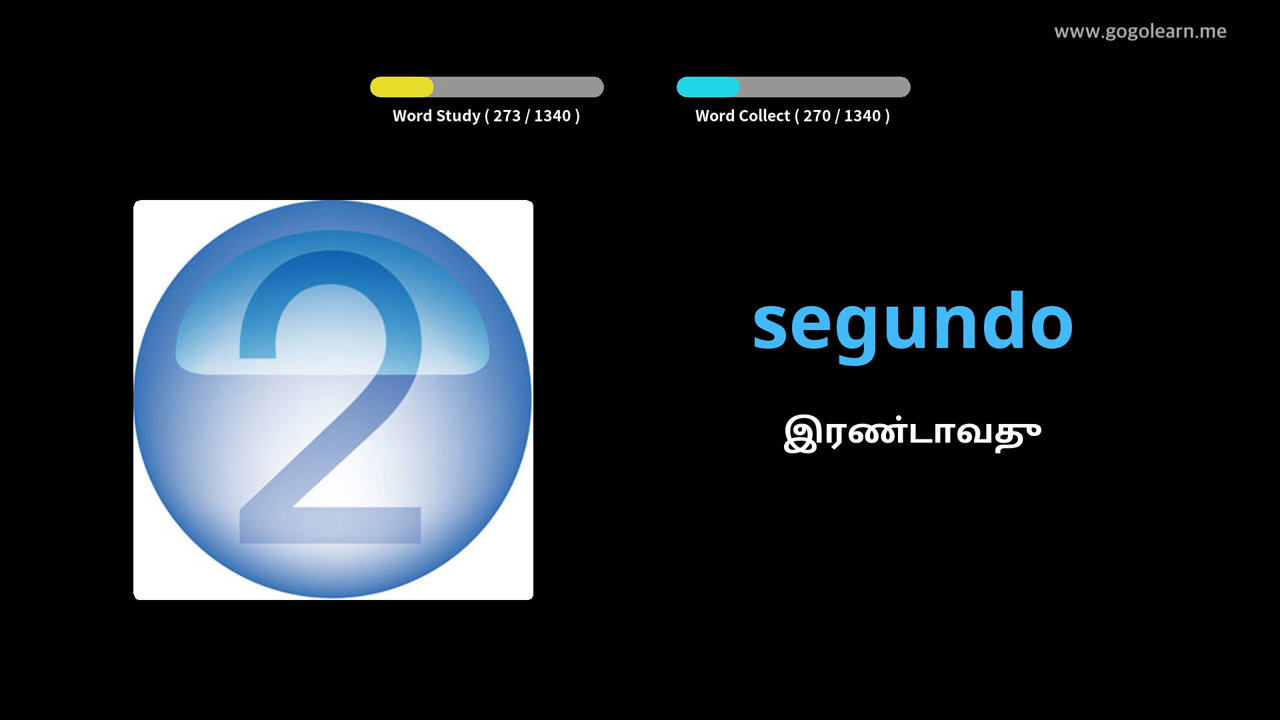 www.gogolearn.me
Word Study ( 273 / 1340 )
Word Collect ( 270 / 1340 )
2
segundo
இரண்டாவது